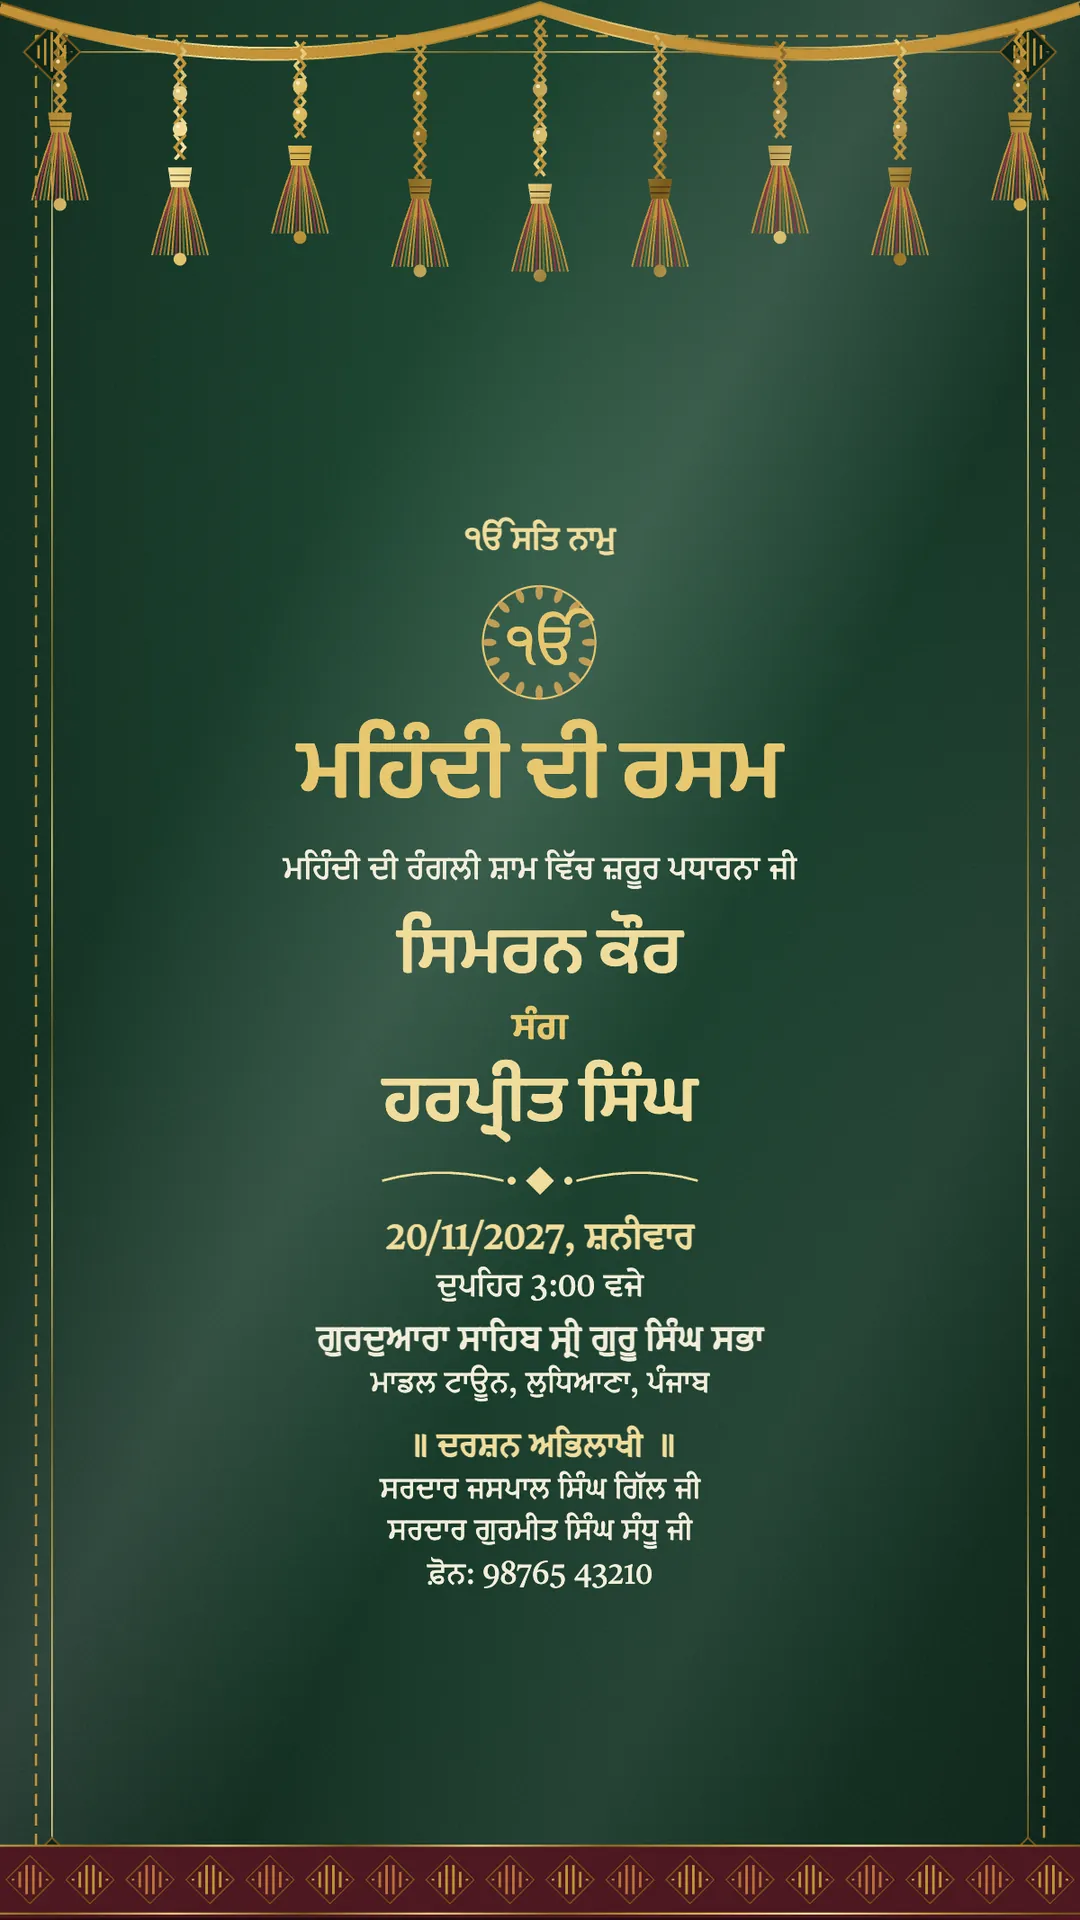 ੴ ਸਤਿ ਨਾਮੁ
ੴ
ਮਹਿੰਦੀ ਦੀ ਰਸਮ
ਮਹਿੰਦੀ ਦੀ ਰੰਗਲੀ ਸ਼ਾਮ ਵਿੱਚ ਜ਼ਰੂਰ ਪਧਾਰਨਾ ਜੀ
ਸਿਮਰਨ ਕੌਰ
ਸੰਗ
ਹਰਪ੍ਰੀਤ ਸਿੰਘ
20/11/2027, ਸ਼ਨੀਵਾਰ
ਦੁਪਹਿਰ 3:00 ਵਜੇ
ਗੁਰਦੁਆਰਾ ਸਾਹਿਬ ਸ੍ਰੀ ਗੁਰੂ ਸਿੰਘ ਸਭਾ
ਮਾਡਲ ਟਾਊਨ, ਲੁਧਿਆਣਾ, ਪੰਜਾਬ
॥ ਦਰਸ਼ਨ ਅਭਿਲਾਖੀ ॥
ਸਰਦਾਰ ਜਸਪਾਲ ਸਿੰਘ ਗਿੱਲ ਜੀ
ਸਰਦਾਰ ਗੁਰਮੀਤ ਸਿੰਘ ਸੰਧੂ ਜੀ
ਫ਼ੋਨ: 98765 43210